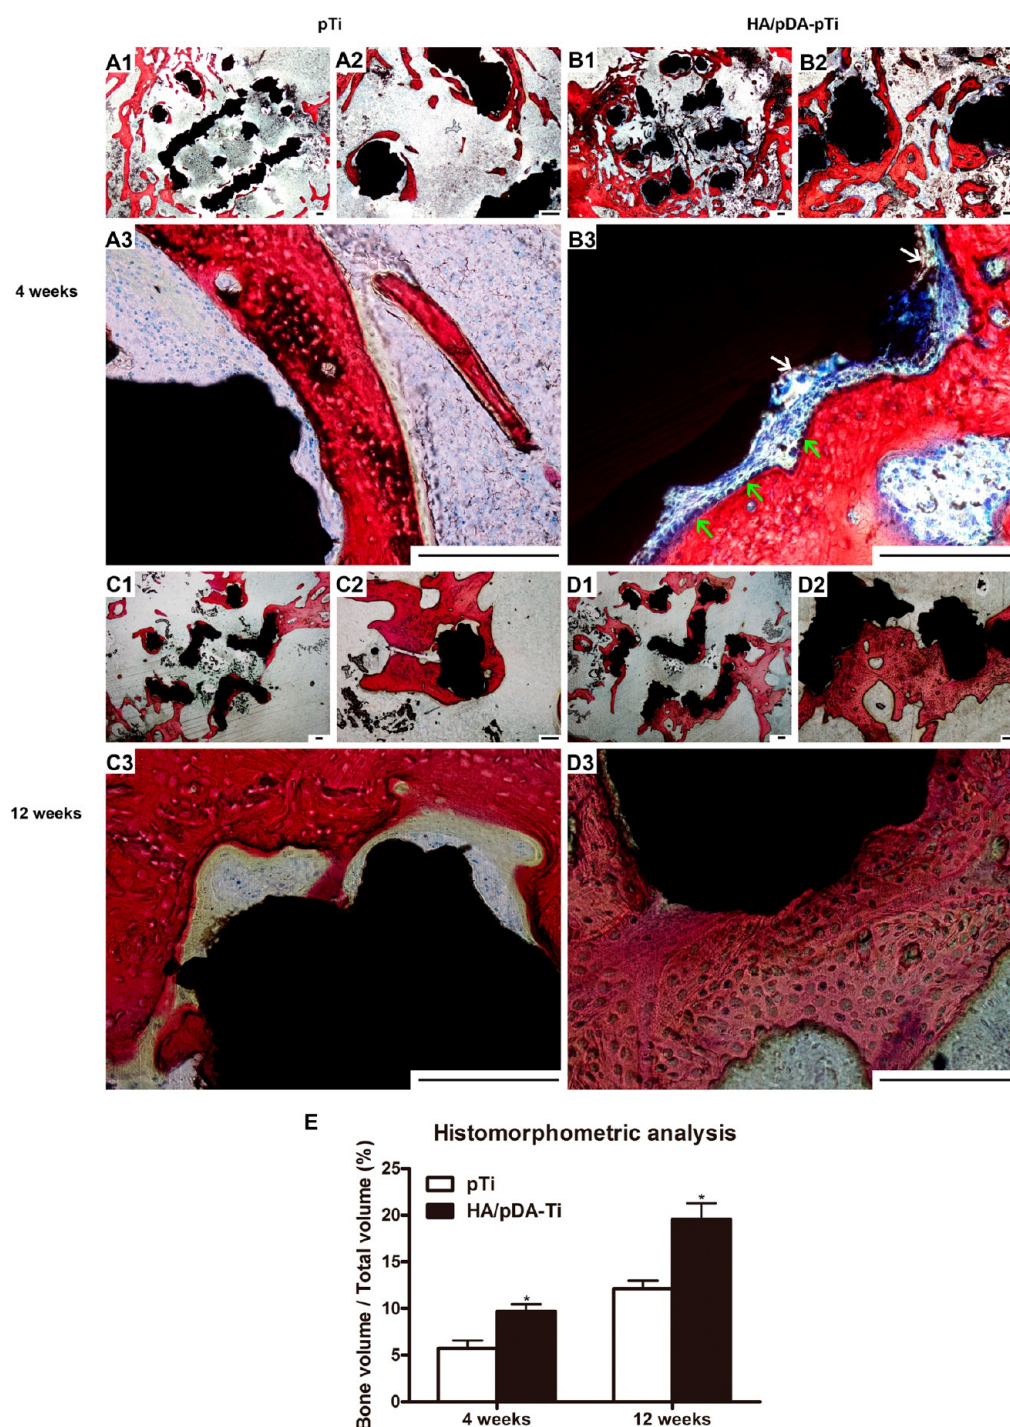 pTi
HA/pDA-pTi
A1
A2
B1
B2
A3
B3
4 weeks
C1
C2
D1
D2
C3
D3
12 weeks
E
Histomorphometric analysis
Bone volume / Total volume (%)
25
20
15
10
5
0
pTi
HA/pDA-Ti
*
*
4 weeks
12 weeks